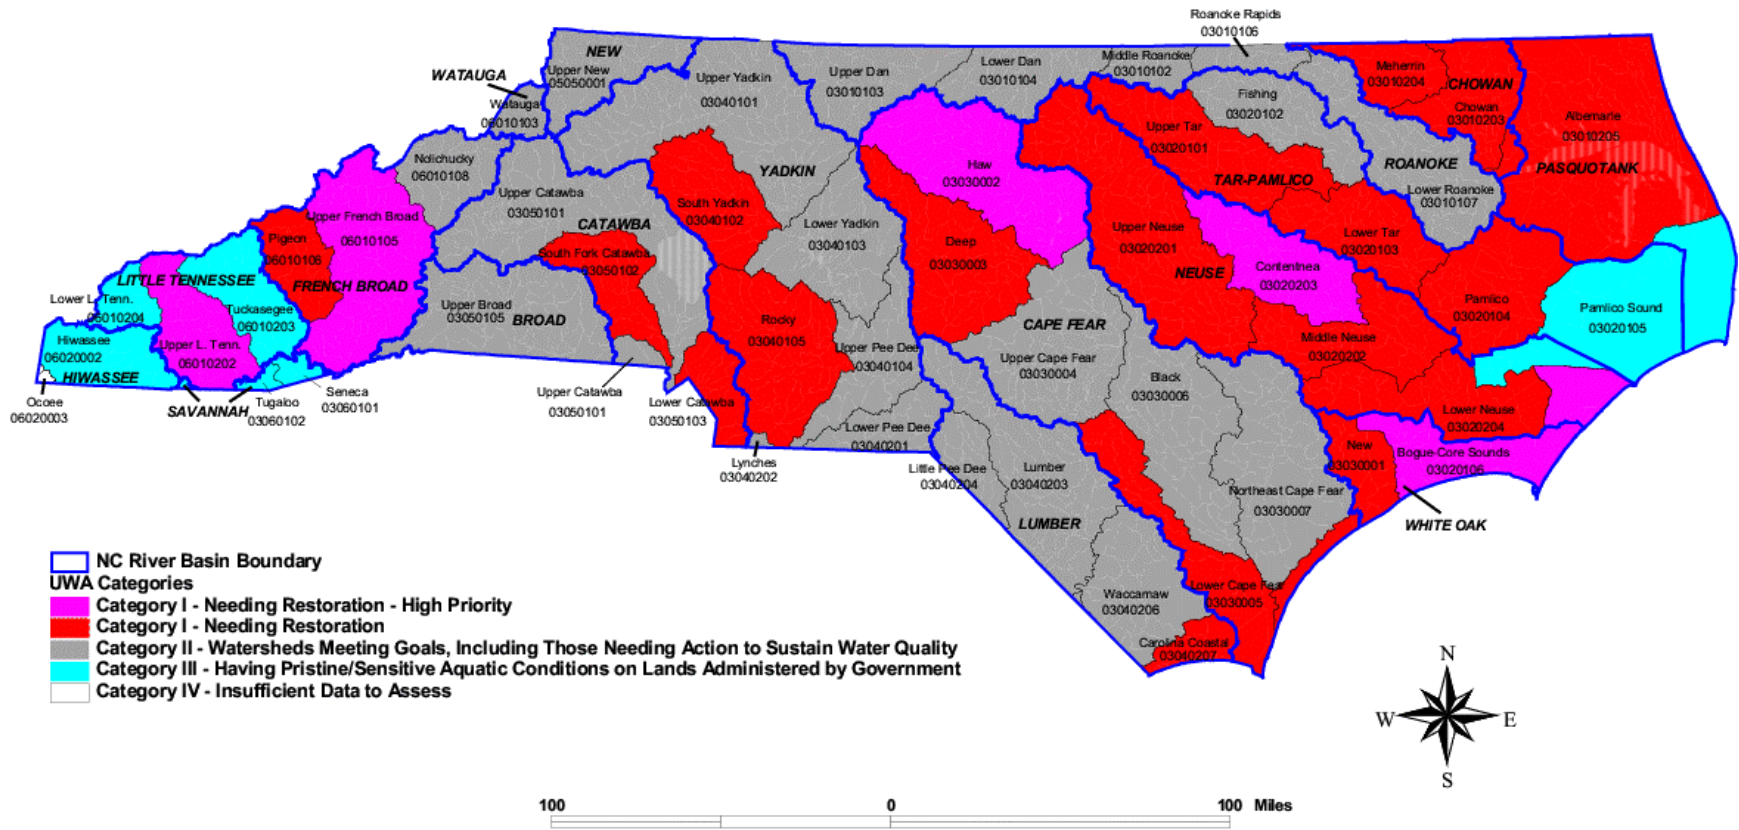 Roanoke Rapids
03010106
NEW
Upper New
05050001
WATAUGA
Watauga
06010103
Upper Yadkin
03040101
Upper Dan
03010103
Lower Dan
03010104
Middle Roanoke
03010102
Fishing
03020102
Meherrin
03010204
CHOWAN
Chowan
03010203
Albemarle
03010205
PASQUOTANK
Nolichucky
06010108
Upper Catawba
03050101
CATAWBA
YADKIN
South Yadkin
03040102
Lower Yadkin
03040103
Haw
03030002
Upper Tar
03020101
TAR-PAMLICO
ROANOKE
Lower Roanoke
03010107
Upper French Broad
06010105
Pigeon
06010106
FRENCH BROAD
LITTLE TENNESSEE
Tuckasegee
06010203
Lower L. Tenn.
06010204
Hiwassee
06020002
HIWASSEE
Upper L. Tenn.
06010202
South Fork Catawba
03050102
Upper Broad
03050105
BROAD
Deep
03030003
Upper Neuse
03020201
NEUSE
Contentnea
03020203
Lower Tar
03020103
Pamlico
03020104
Pamlico Sound
03020105
Rocky
03040105
Upper Pee Dee
03040104
CAPE FEAR
Upper Cape Fear
03030004
Black
03030006
Middle Neuse
03020202
Lower Neuse
03020204
Ocoee
06020003
SAVANNAH
Tugaloo
03060102
Seneca
03060101
Upper Catawba
03050101
Lower Catawba
03050103
Lynches
03040202
Lower Pee Dee
03040201
Little Pee Dee
03040204
Lumber
03040203
LUMBER
Northeast Cape Fear
03030007
New
03030001
Bogue-Core Sounds
03020106
WHITE OAK
Waccamaw
03040206
Lower Cape Fear
03030005
Carolina Coastal
03040207
NC River Basin Boundary
UWA Categories
Category I - Needing Restoration - High Priority
Category I - Needing Restoration
Category II - Watersheds Meeting Goals, Including Those Needing Action to Sustain Water Quality
Category III - Having Pristine/Sensitive Aquatic Conditions on Lands Administered by Government
Category IV - Insufficient Data to Assess
N
W
E
S
100 0 100 Miles